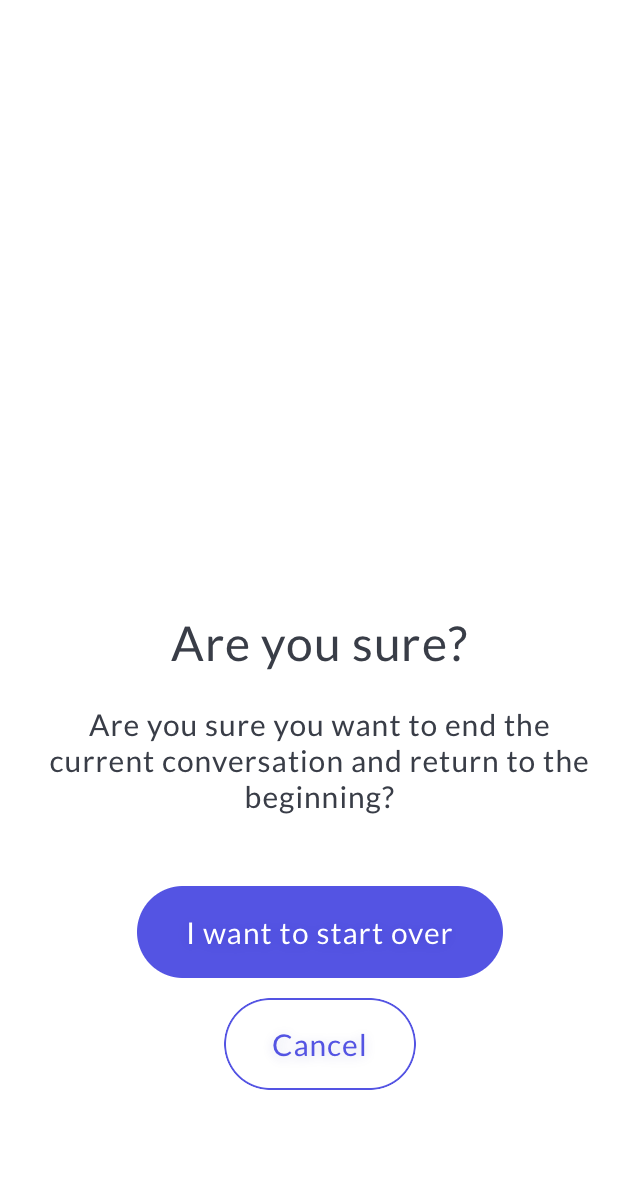 Are you sure?
Are you sure you want to end the
current conversation and return to the
beginning?
I want to start over
Cancel